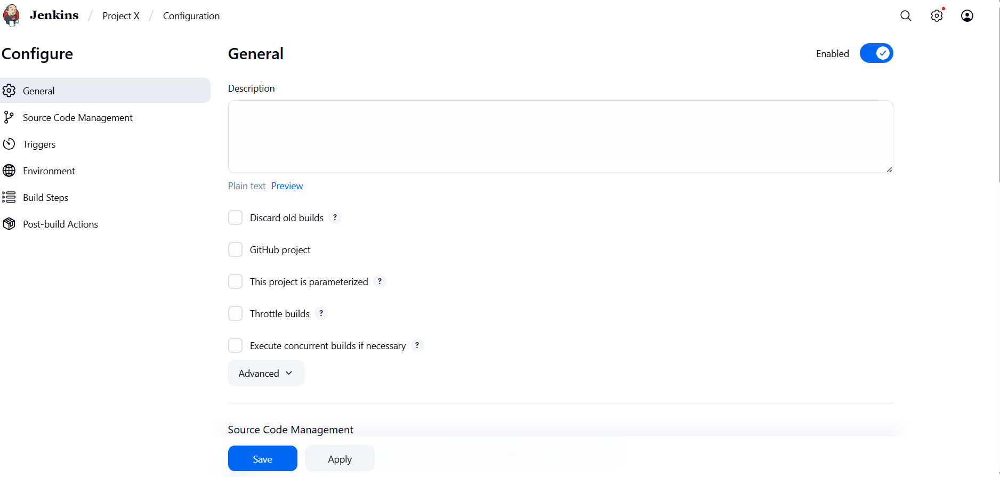 Jenkins / Project X / Configuration
Configure
General
Source Code Management
Triggers
Environment
Build Steps
Post-build Actions
General
Enabled
Description
Plain text Preview
Discard old builds ?
GitHub project
This project is parameterized ?
Throttle builds ?
Execute concurrent builds if necessary ?
Advanced
Source Code Management
Save Apply